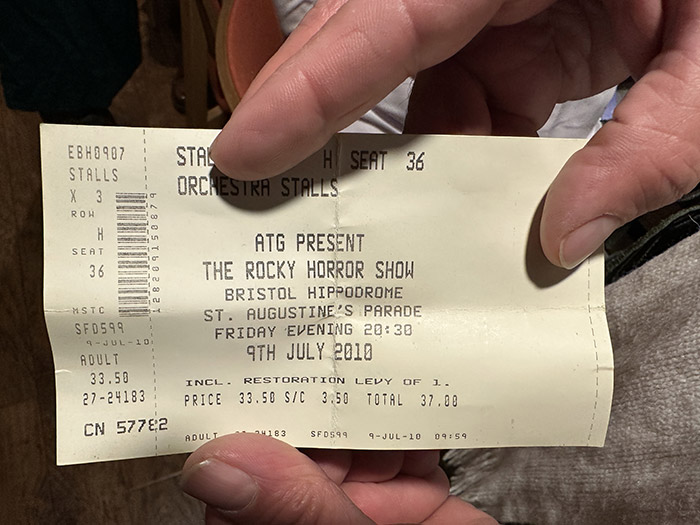 EBH0907
STALLS
X 3
ROW
H
SEAT
36
MSTC
SFD599
9-JUL-10
ADULT
33.50
27-24183
CN 57782
H SEAT 36
ORCHESTRA STALLS
ATG PRESENT
THE ROCKY HORROR SHOW
BRISTOL HIPPODROME
ST. AUGUSTINE'S PARADE
FRIDAY EVENING 20:30
9TH JULY 2010
INCL. RESTORATION LEVY OF 1.
PRICE 33.50 S/C 3.50 TOTAL 37.00
ADULT SFD599 9-JUL-10 09:59